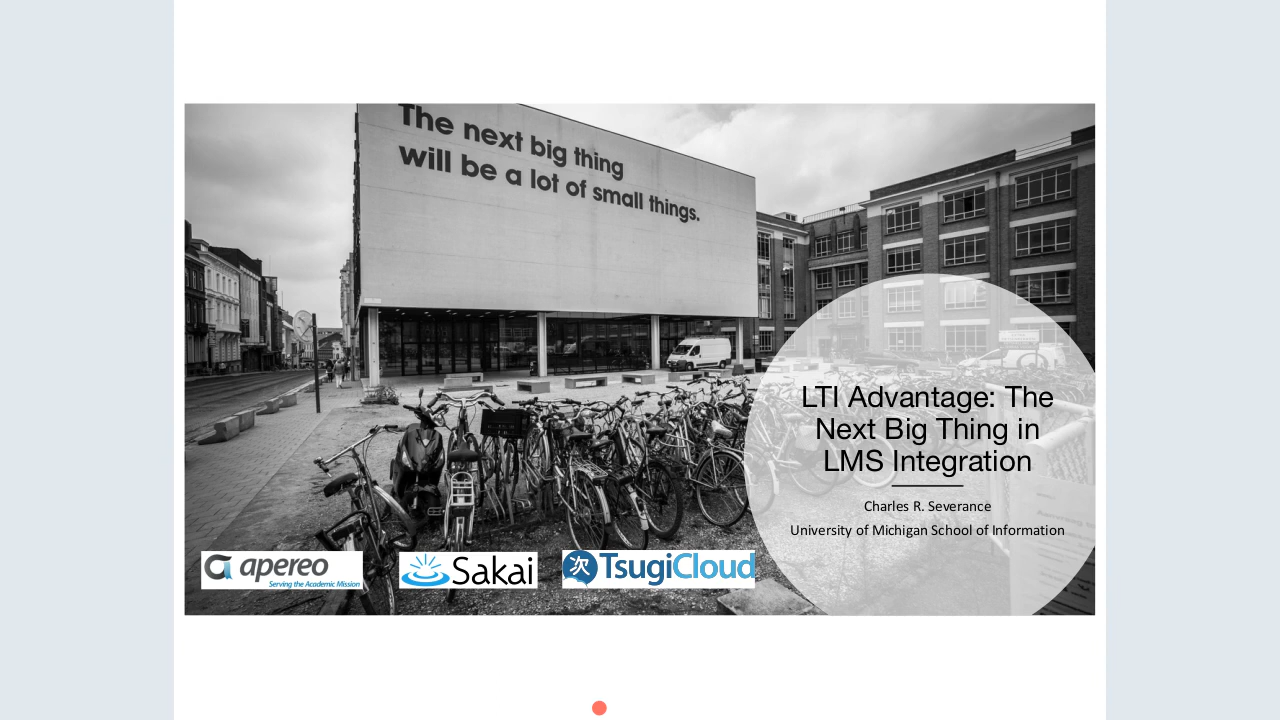 The next big thing
will be a lot of small things.
LTI Advantage: The
Next Big Thing in
LMS Integration
Charles R. Severance
University of Michigan School of Information
apereo
Serving the Academic Mission
Sakai
次 TsugiCloud